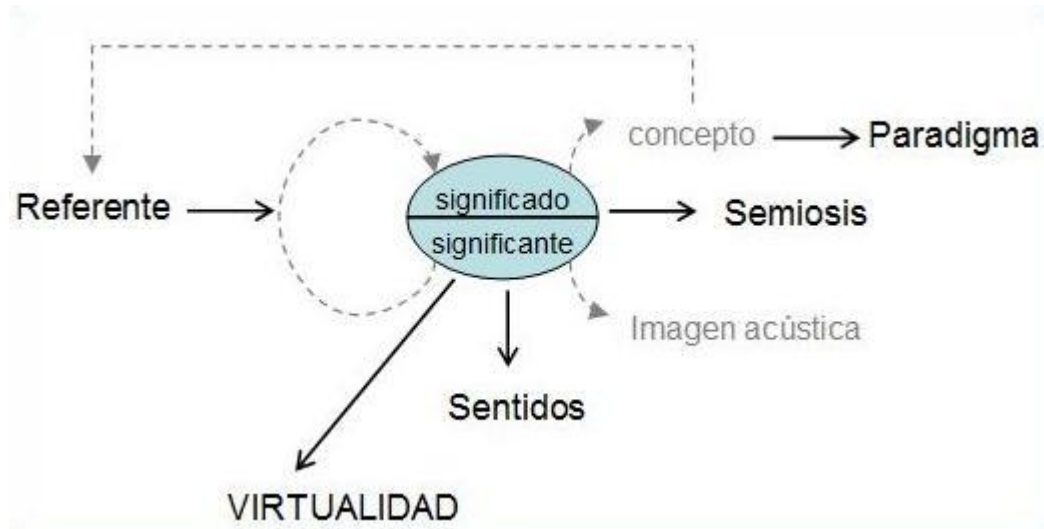 concepto
Paradigma
Referente
significado
significante
Semiosis
Imagen acústica
Sentidos
VIRTUALIDAD